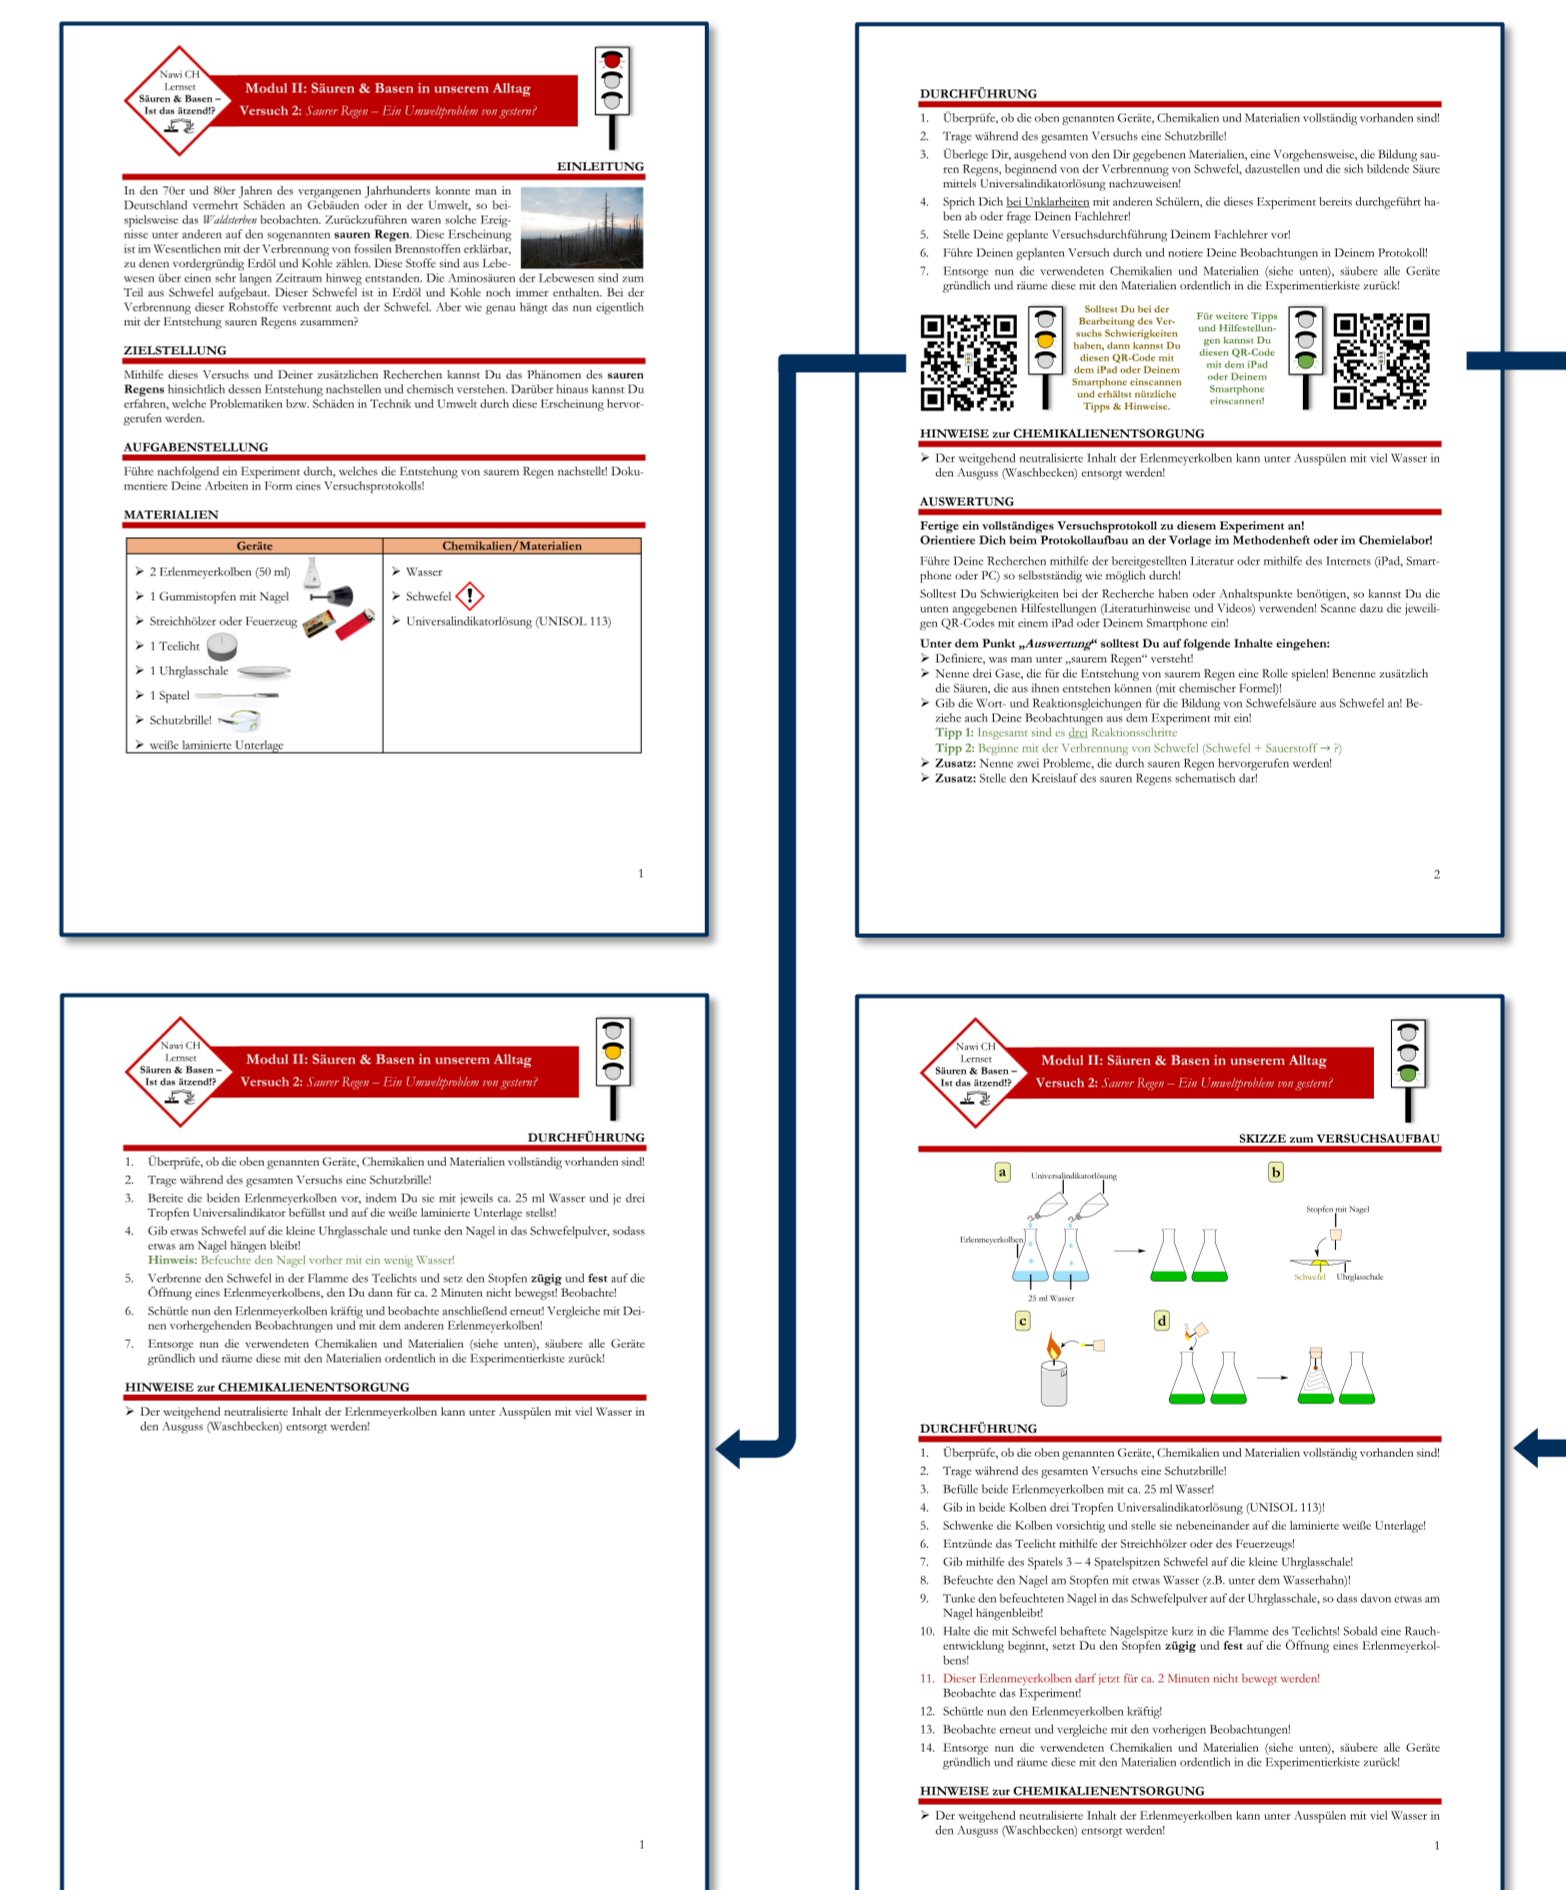 Nawi CH
Lernset
Säuren & Basen –
Ist das ätzend!?
Modul II: Säuren & Basen in unserem Alltag
Versuch 2: Saurer Regen – Ein Umweltproblem von gestern?
EINLEITUNG
In den 70er und 80er Jahren des vergangenen Jahrhunderts konnte man in
Deutschland vermehrt Schäden an Gebäuden oder in der Umwelt, so bei-
spielsweise das Waldsterben beobachten. Zurückzuführen waren solche Ereig-
nisse unter anderen auf den sogenannten sauren Regen. Diese Erscheinung
ist im Wesentlichen mit der Verbrennung von fossilen Brennstoffen erklärbar,
zu denen vordergründig Erdöl und Kohle zählen. Diese Stoffe sind aus Lebe-
wesen über einen sehr langen Zeitraum hinweg entstanden. Die Aminosäuren der Lebewesen sind zum
Teil aus Schwefel aufgebaut. Dieser Schwefel ist in Erdöl und Kohle noch immer enthalten. Bei der
Verbrennung dieser Rohstoffe verbrennt auch der Schwefel. Aber wie genau hängt das nun eigentlich
mit der Entstehung sauren Regens zusammen?
ZIELSTELLUNG
Mithilfe dieses Versuchs und Deiner zusätzlichen Recherchen kannst Du das Phänomen des sauren
Regens hinsichtlich dessen Entstehung nachstellen und chemisch verstehen. Darüber hinaus kannst Du
erfahren, welche Problematiken bzw. Schäden in Technik und Umwelt durch diese Erscheinung hervor-
gerufen werden.
AUFGABENSTELLUNG
Führe nachfolgend ein Experiment durch, welches die Entstehung von saurem Regen nachstellt! Doku-
mentiere Deine Arbeiten in Form eines Versuchsprotokolls!
MATERIALIEN
Geräte
➢ 2 Erlenmeyerkolben (50 ml)
➢ 1 Gummistopfen mit Nagel
➢ Streichhölzer oder Feuerzeug
➢ 1 Teelicht
➢ 1 Uhrglasschale
➢ 1 Spatel
➢ Schutzbrille!
➢ weiße laminierte Unterlage
Chemikalien/Materialien
➢ Wasser
➢ Schwefel
➢ Universalindikatorlösung (UNISOL 113)
1
DURCHFÜHRUNG
1. Überprüfe, ob die oben genannten Geräte, Chemikalien und Materialien vollständig vorhanden sind!
2. Trage während des gesamten Versuchs eine Schutzbrille!
3. Überlege Dir, ausgehend von den Dir gegebenen Materialien, eine Vorgehensweise, die Bildung sau-
ren Regens, beginnend von der Verbrennung von Schwefel, dazustellen und die sich bildende Säure
mittels Universalindikatorlösung nachzuweisen!
4. Sprich Dich bei Unklarheiten mit anderen Schülern, die dieses Experiment bereits durchgeführt ha-
ben ab oder frage Deinen Fachlehrer!
5. Stelle Deine geplante Versuchsdurchführung Deinem Fachlehrer vor!
6. Führe Deinen geplanten Versuch durch und notiere Deine Beobachtungen in Deinem Protokoll!
7. Entsorge nun die verwendeten Chemikalien und Materialien (siehe unten), säubere alle Geräte
gründlich und räume diese mit den Materialien ordentlich in die Experimentierkiste zurück!
Solltest Du bei der
Bearbeitung des Ver-
suchs Schwierigkeiten
haben, dann kannst Du
diesen QR-Code mit
dem iPad oder Deinem
Smartphone einscannen
und erhältst nützliche
Tipps & Hinweise.
Für weitere Tipps
und Hilfestellun-
gen kannst Du
diesen QR-Code
mit dem iPad
oder Deinem
Smartphone
einscannen!
HINWEISE zur CHEMIKALIENENTSORGUNG
➢ Der weitgehend neutralisierte Inhalt der Erlenmeyerkolben kann unter Ausspülen mit viel Wasser in
den Ausguss (Waschbecken) entsorgt werden!
AUSWERTUNG
Fertige ein vollständiges Versuchsprotokoll zu diesem Experiment an!
Orientiere Dich beim Protokollaufbau an der Vorlage im Methodenheft oder im Chemielabor!
Führe Deine Recherchen mithilfe der bereitgestellten Literatur oder mithilfe des Internets (iPad, Smart-
phone oder PC) so selbstständig wie möglich durch!
Solltest Du Schwierigkeiten bei der Recherche haben oder Anhaltspunkte benötigen, so kannst Du die
unten angegebenen Hilfestellungen (Literaturhinweise und Videos) verwenden! Scanne dazu die jeweili-
gen QR-Codes mit einem iPad oder Deinem Smartphone ein!
Unter dem Punkt „Auswertung“ solltest Du auf folgende Inhalte eingehen:
➢ Definiere, was man unter „saurem Regen“ versteht!
➢ Nenne drei Gase, die für die Entstehung von saurem Regen eine Rolle spielen! Benenne zusätzlich
die Säuren, die aus ihnen entstehen können (mit chemischer Formel)!
➢ Gib die Wort- und Reaktionsgleichungen für die Bildung von Schwefelsäure aus Schwefel an! Be-
ziehe auch Deine Beobachtungen aus dem Experiment mit ein!
Tipp 1: Insgesamt sind es drei Reaktionsschritte
Tipp 2: Beginne mit der Verbrennung von Schwefel (Schwefel + Sauerstoff → ?)
➢ Zusatz: Nenne zwei Probleme, die durch sauren Regen hervorgerufen werden!
➢ Zusatz: Stelle den Kreislauf des sauren Regens schematisch dar!
2
Nawi CH
Lernset
Säuren & Basen –
Ist das ätzend!?
Modul II: Säuren & Basen in unserem Alltag
Versuch 2: Saurer Regen – Ein Umweltproblem von gestern?
DURCHFÜHRUNG
1. Überprüfe, ob die oben genannten Geräte, Chemikalien und Materialien vollständig vorhanden sind!
2. Trage während des gesamten Versuchs eine Schutzbrille!
3. Bereite die beiden Erlenmeyerkolben vor, indem Du sie mit jeweils ca. 25 ml Wasser und je drei
Tropfen Universalindikator befüllst und auf die weiße laminierte Unterlage stellst!
4. Gib etwas Schwefel auf die kleine Uhrglasschale und tunke den Nagel in das Schwefelpulver, sodass
etwas am Nagel hängen bleibt!
Hinweis: Befeuchte den Nagel vorher mit ein wenig Wasser!
5. Verbrenne den Schwefel in der Flamme des Teelichts und setz den Stopfen zügig und fest auf die
Öffnung eines Erlenmeyerkolbens, den Du dann für ca. 2 Minuten nicht bewegst! Beobachte!
6. Schüttle nun den Erlenmeyerkolben kräftig und beobachte anschließend erneut! Vergleiche mit Dei-
nen vorhergehenden Beobachtungen und mit dem anderen Erlenmeyerkolben!
7. Entsorge nun die verwendeten Chemikalien und Materialien (siehe unten), säubere alle Geräte
gründlich und räume diese mit den Materialien ordentlich in die Experimentierkiste zurück!
HINWEISE zur CHEMIKALIENENTSORGUNG
➢ Der weitgehend neutralisierte Inhalt der Erlenmeyerkolben kann unter Ausspülen mit viel Wasser in
den Ausguss (Waschbecken) entsorgt werden!
1
Nawi CH
Lernset
Säuren & Basen –
Ist das ätzend!?
Modul II: Säuren & Basen in unserem Alltag
Versuch 2: Saurer Regen – Ein Umweltproblem von gestern?
SKIZZE zum VERSUCHSAUFBAU
a
Universalindikatorlösung
Erlenmeyerkolben
25 ml Wasser
b
Stopfen mit Nagel
Schwefel Uhrglasschale
c
d
DURCHFÜHRUNG
1. Überprüfe, ob die oben genannten Geräte, Chemikalien und Materialien vollständig vorhanden sind!
2. Trage während des gesamten Versuchs eine Schutzbrille!
3. Befülle beide Erlenmeyerkolben mit ca. 25 ml Wasser!
4. Gib in beide Kolben drei Tropfen Universalindikatorlösung (UNISOL 113)!
5. Schwenke die Kolben vorsichtig und stelle sie nebeneinander auf die laminierte weiße Unterlage!
6. Entzünde das Teelicht mithilfe der Streichhölzer oder des Feuerzeugs!
7. Gib mithilfe des Spatels 3 – 4 Spatelspitzen Schwefel auf die kleine Uhrglasschale!
8. Befeuchte den Nagel am Stopfen mit etwas Wasser (z.B. unter dem Wasserhahn)!
9. Tunke den befeuchteten Nagel in das Schwefelpulver auf der Uhrglasschale, so dass davon etwas am
Nagel hängenbleibt!
10. Halte die mit Schwefel behaftete Nagelspitze kurz in die Flamme des Teelichts! Sobald eine Rauch-
entwicklung beginnt, setzt Du den Stopfen zügig und fest auf die Öffnung eines Erlenmeyerkol-
bens!
11. Dieser Erlenmeyerkolben darf jetzt für ca. 2 Minuten nicht bewegt werden!
Beobachte das Experiment!
12. Schüttle nun den Erlenmeyerkolben kräftig!
13. Beobachte erneut und vergleiche mit den vorherigen Beobachtungen!
14. Entsorge nun die verwendeten Chemikalien und Materialien (siehe unten), säubere alle Geräte
gründlich und räume diese mit den Materialien ordentlich in die Experimentierkiste zurück!
HINWEISE zur CHEMIKALIENENTSORGUNG
➢ Der weitgehend neutralisierte Inhalt der Erlenmeyerkolben kann unter Ausspülen mit viel Wasser in
den Ausguss (Waschbecken) entsorgt werden!
1